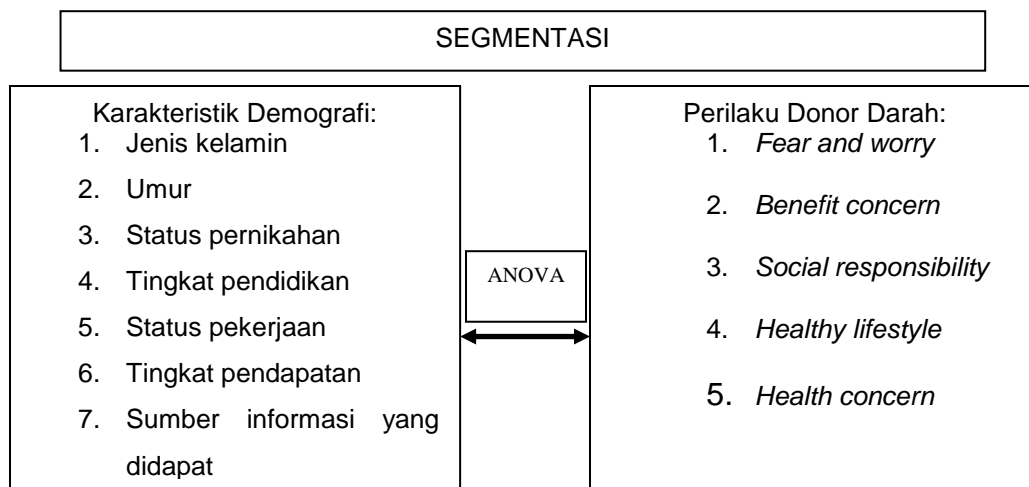 SEGMENTASI
Karakteristik Demografi:
1. Jenis kelamin
2. Umur
3. Status pernikahan
4. Tingkat pendidikan
5. Status pekerjaan
6. Tingkat pendapatan
7. Sumber informasi yang
didapat
ANOVA
Perilaku Donor Darah:
1. Fear and worry
2. Benefit concern
3. Social responsibility
4. Healthy lifestyle
5. Health concern